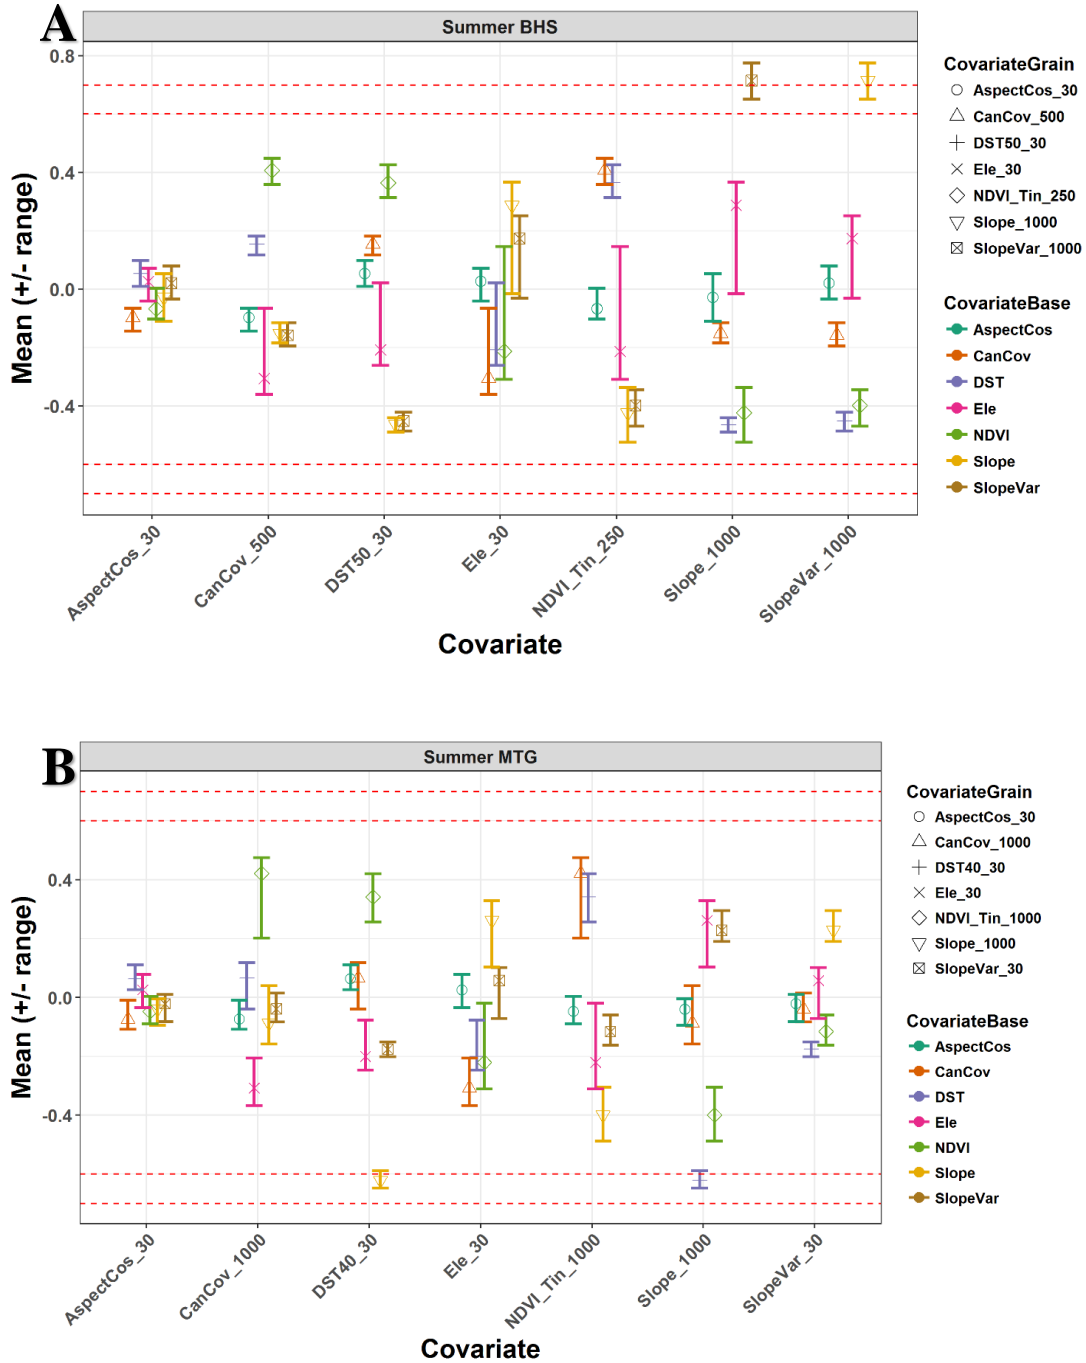 A
Summer BHS
0.8
0.4
0.0
-0.4
Mean (+/- range)
AspectCos_30
CanCov_500
DST50_30
Ele_30
NDVI_Tin_250
Slope_1000
SlopeVar_1000
Covariate
CovariateGrain
AspectCos_30
CanCov_500
DST50_30
Ele_30
NDVI_Tin_250
Slope_1000
SlopeVar_1000
CovariateBase
AspectCos
CanCov
DST
Ele
NDVI
Slope
SlopeVar
B
Summer MTG
0.4
0.0
-0.4
Mean (+/- range)
AspectCos_30
CanCov_1000
DST40_30
Ele_30
NDVI_Tin_1000
Slope_1000
SlopeVar_30
Covariate
CovariateGrain
AspectCos_30
CanCov_1000
DST40_30
Ele_30
NDVI_Tin_1000
Slope_1000
SlopeVar_30
CovariateBase
AspectCos
CanCov
DST
Ele
NDVI
Slope
SlopeVar